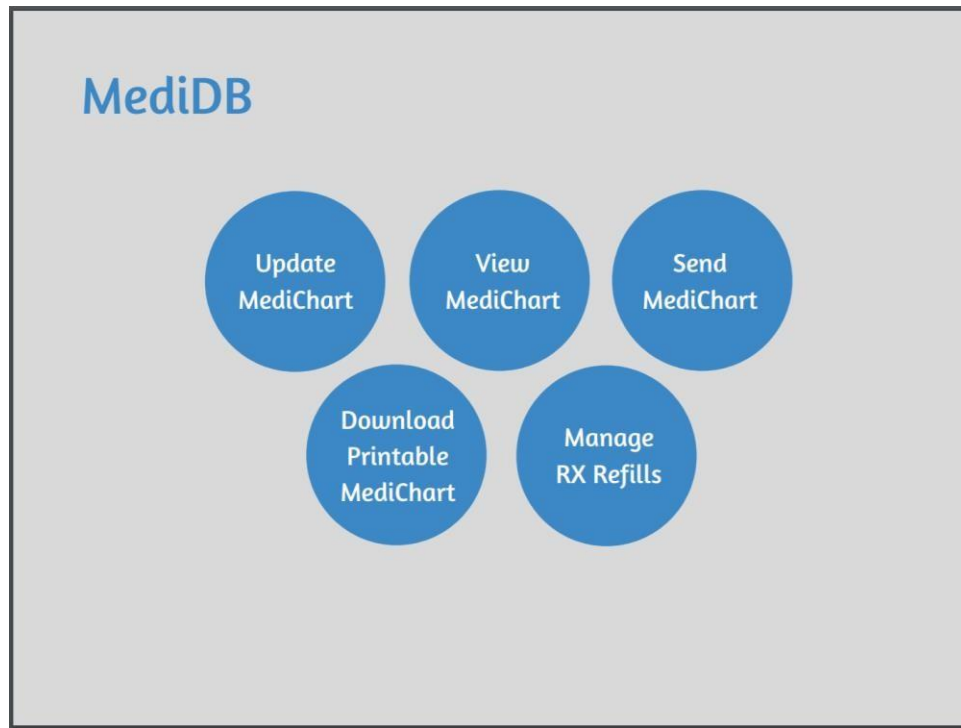 MediDB
Update
MediChart
View
MediChart
Send
MediChart
Download
Printable
MediChart
Manage
RX Refills